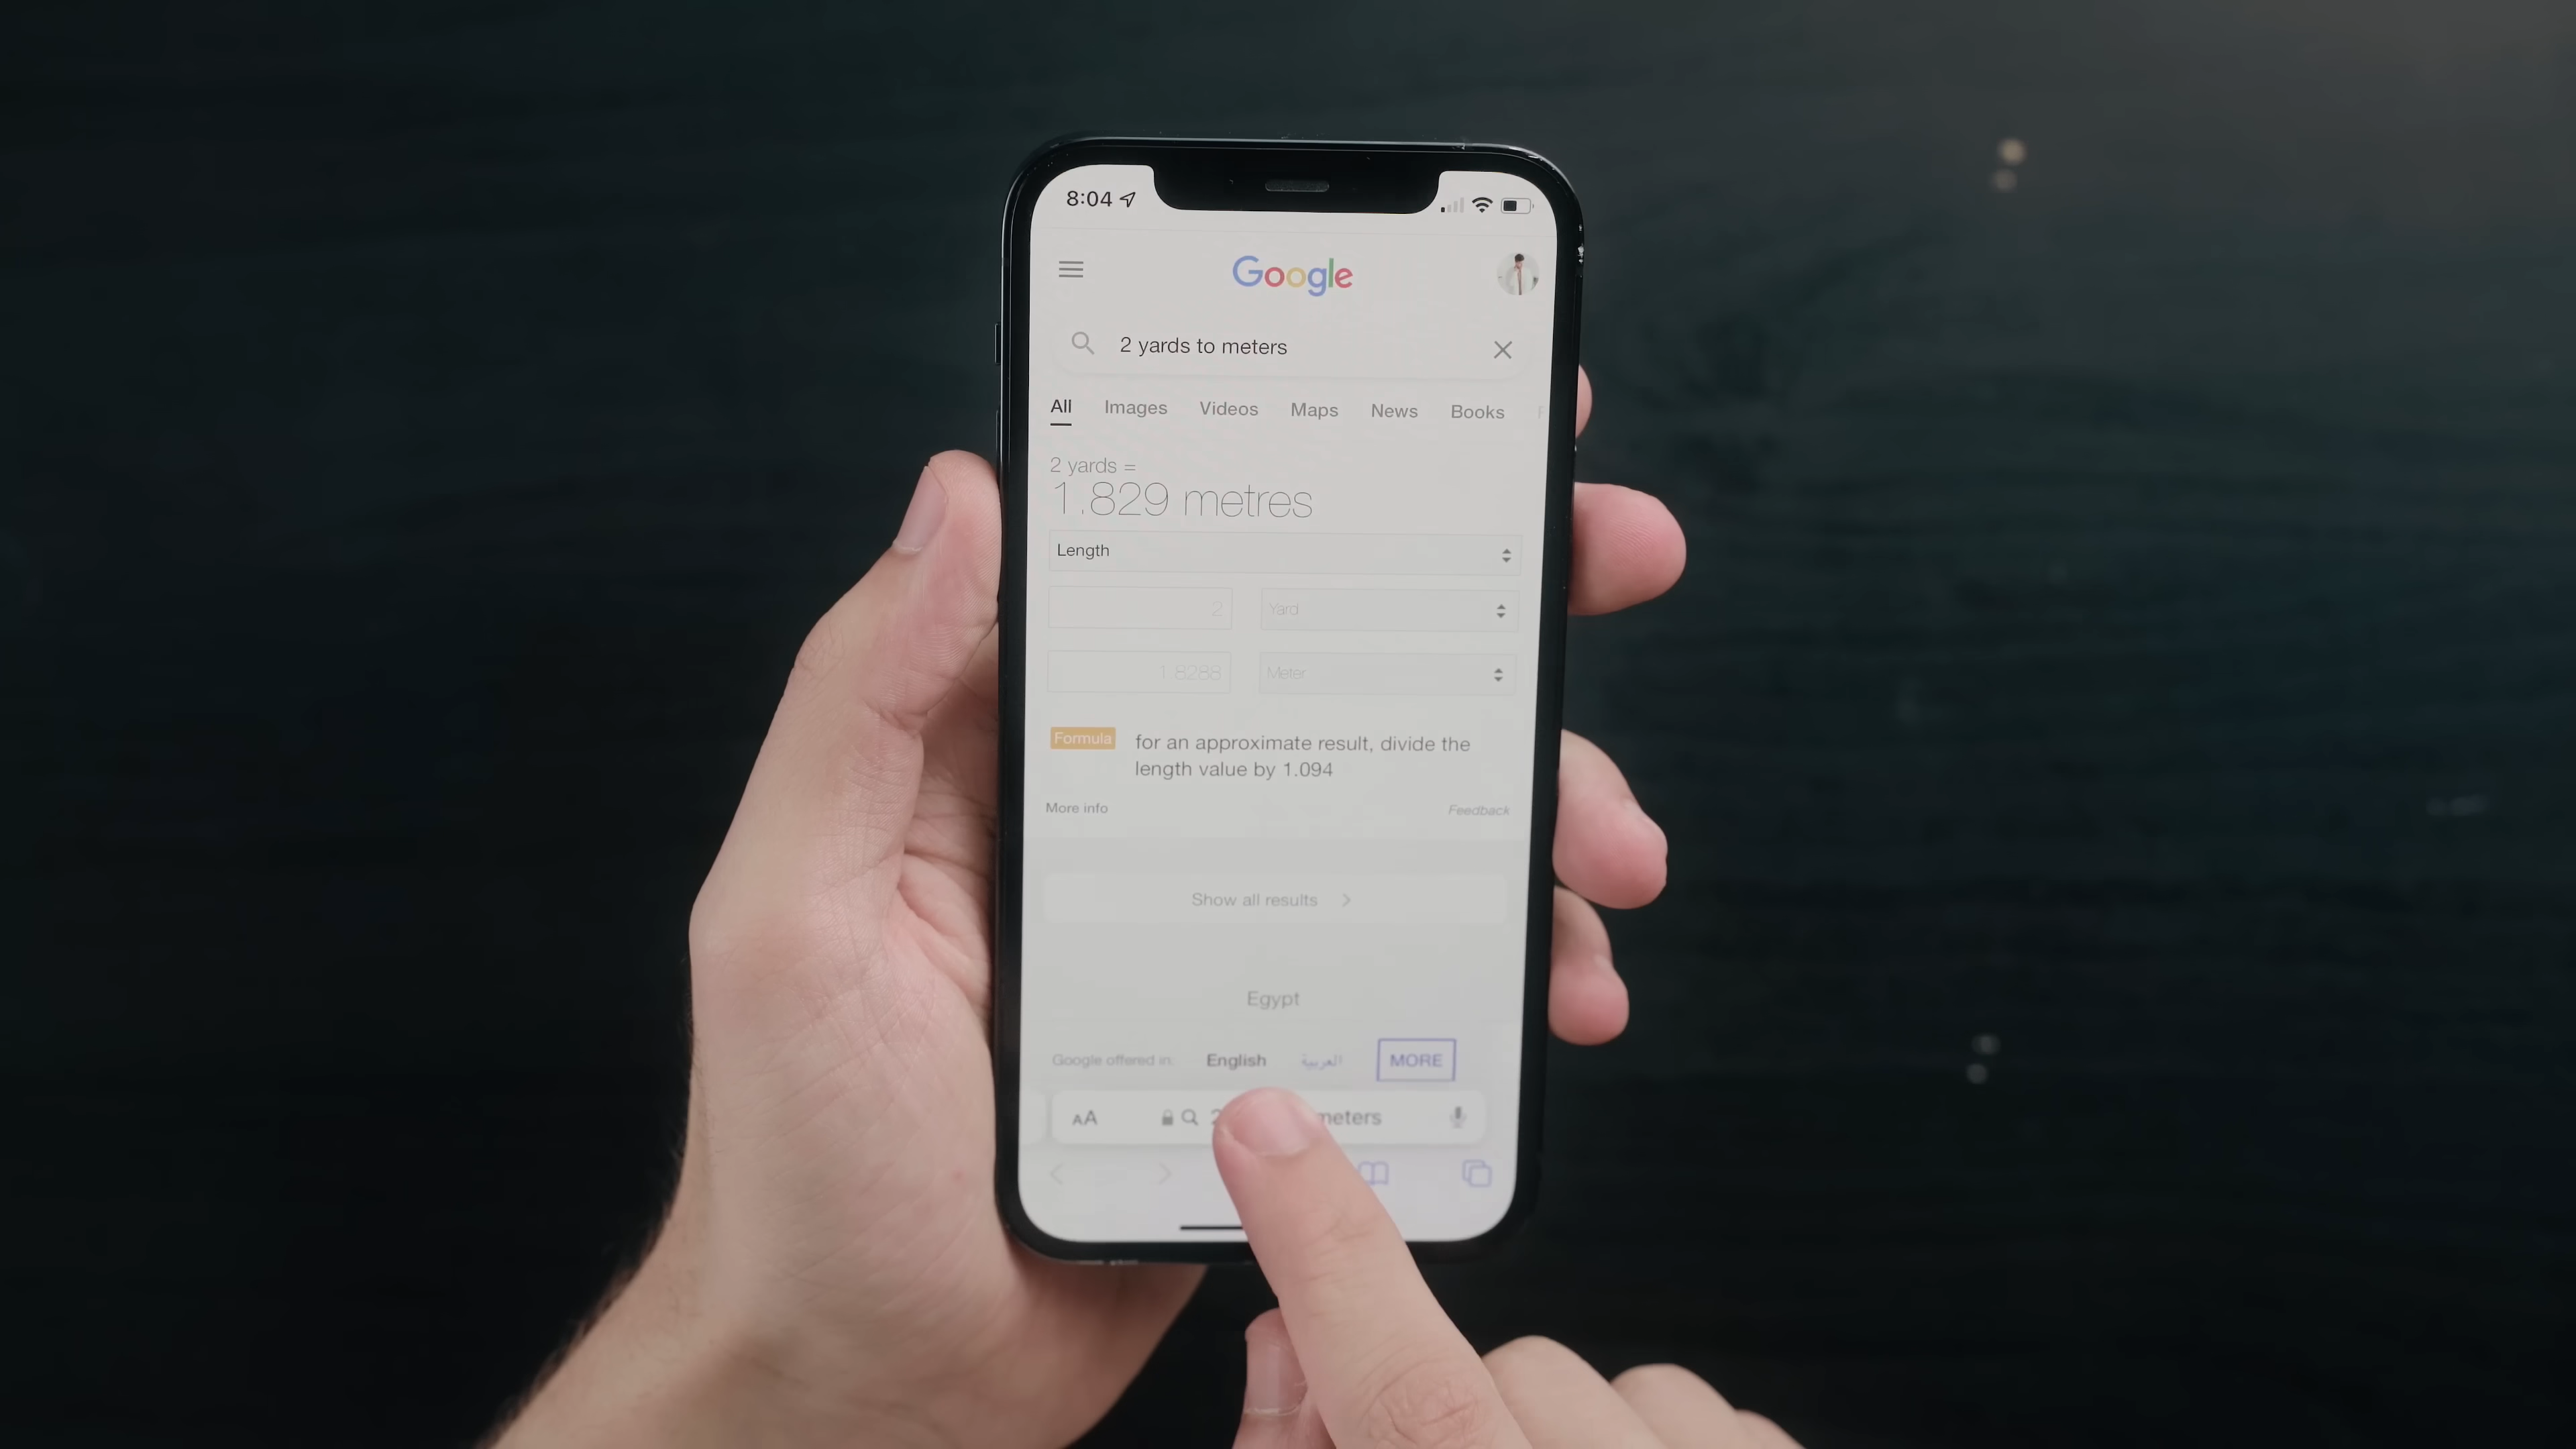 8:04
Google
2 yards to meters
All Images Videos Maps News Books
2 yards =
1.829 metres
Length
2 Yard
1.8288 Meter
Formula for an approximate result, divide the
length value by 1.094
More info Feedback
Show all results
Egypt
Google offered in: English العربية MORE
AA meters